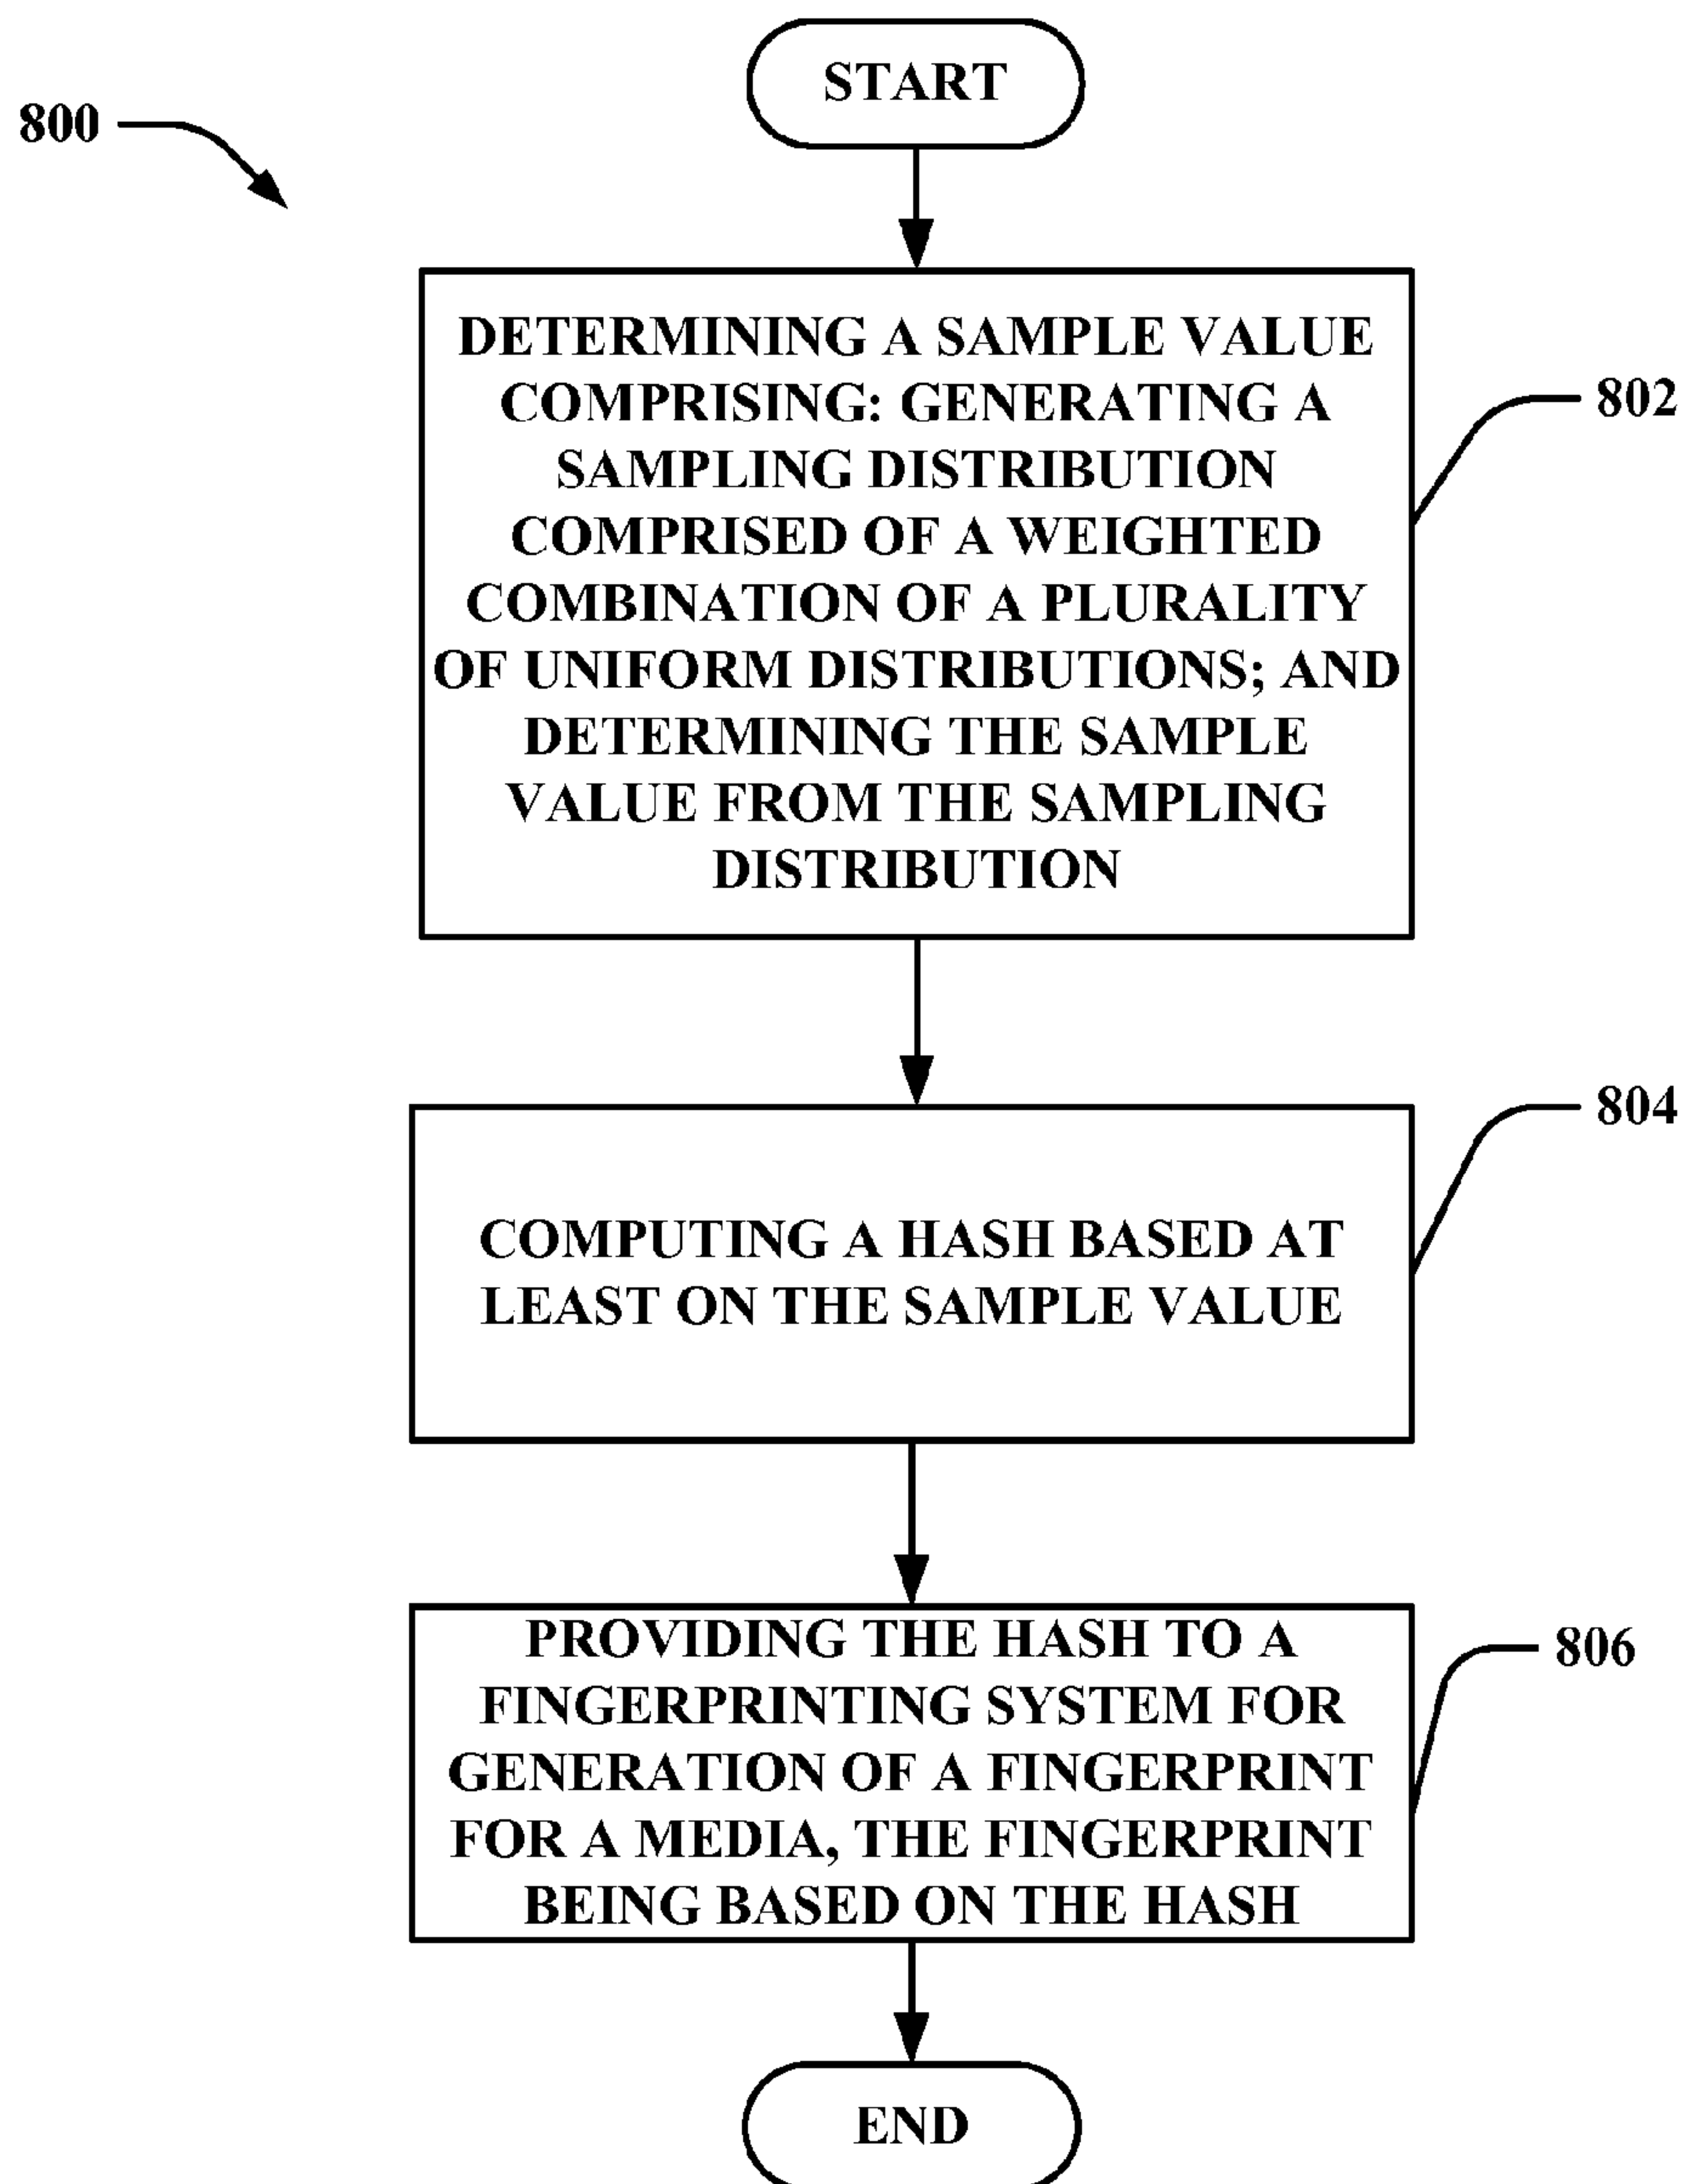 START
800
DETERMINING A SAMPLE VALUE
COMPRISING: GENERATING A
SAMPLING DISTRIBUTION
COMPRISED OF A WEIGHTED
COMBINATION OF A PLURALITY
OF UNIFORM DISTRIBUTIONS; AND
DETERMINING THE SAMPLE
VALUE FROM THE SAMPLING
DISTRIBUTION
802
COMPUTING A HASH BASED AT
LEAST ON THE SAMPLE VALUE
804
PROVIDING THE HASH TO A
FINGERPRINTING SYSTEM FOR
GENERATION OF A FINGERPRINT
FOR A MEDIA, THE FINGERPRINT
BEING BASED ON THE HASH
806
END